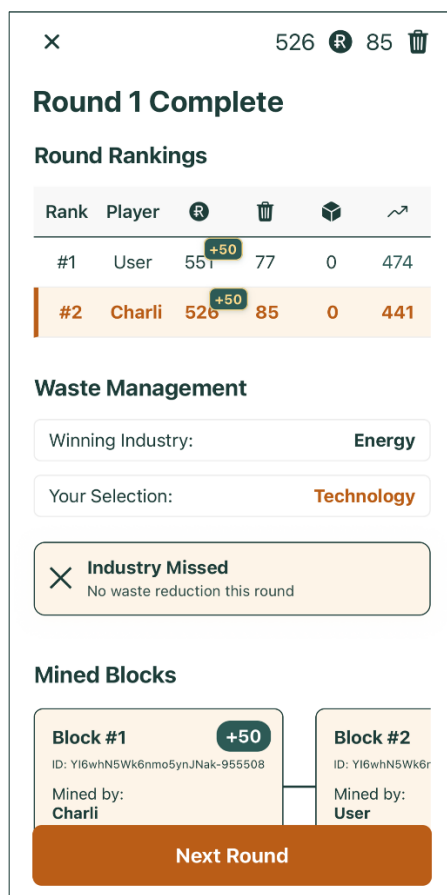 526 85
Round 1 Complete
Round Rankings
Rank Player
#1 User 551 +50 77 0 474
#2 Charli 526 +50 85 0 441
Waste Management
Winning Industry: Energy
Your Selection: Technology
Industry Missed
No waste reduction this round
Mined Blocks
Block #1 +50 Block #2
ID: YI6whN5Wk6nmo5ynJNak-955508 ID: YI6whN5Wk6r
Mined by: Mined by:
Charli User
Next Round